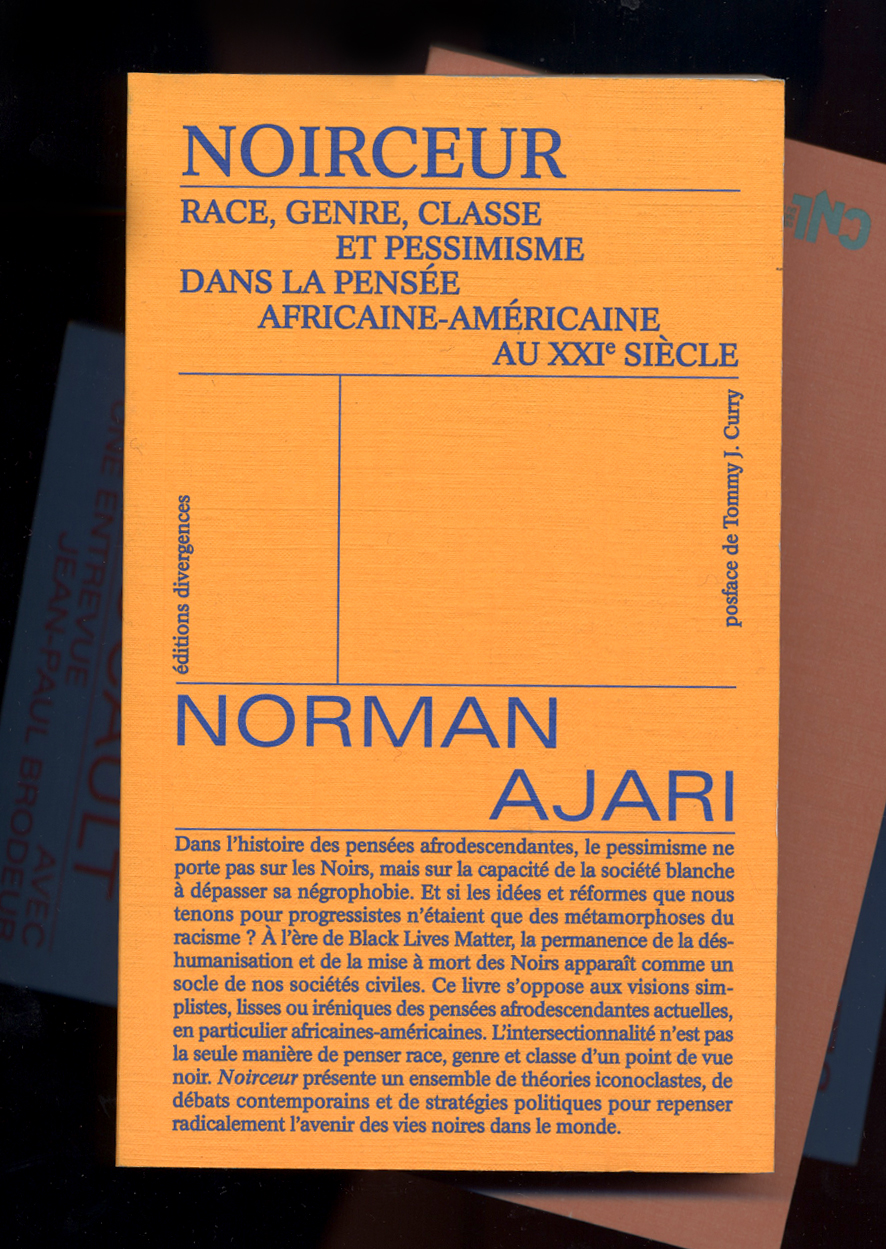 NOIRCEUR
RACE, GENRE, CLASSE
ET PESSIMISME
DANS LA PENSÉE
AFRICAINE-AMÉRICAINE
AU XXIe SIÈCLE
éditions divergences
posface de Tommy J. Curry
NORMAN
AJARI
Dans l’histoire des pensées afrodescendantes, le pessimisme ne
porte pas sur les Noirs, mais sur la capacité de la société blanche
à dépasser sa négrophobie. Et si les idées et réformes que nous
tenons pour progressistes n’étaient que des métamorphoses du
racisme ? À l’ère de Black Lives Matter, la permanence de la dés-
humanisation et de la mise à mort des Noirs apparaît comme un
socle de nos sociétés civiles. Ce livre s’oppose aux visions sim-
plistes, lisses ou iréniques des pensées afrodescendantes actuelles,
en particulier africaines-américaines. L’intersectionnalité n’est pas
la seule manière de penser race, genre et classe d’un point de vue
noir. Noirceur présente un ensemble de théories iconoclastes, de
débats contemporains et de stratégies politiques pour repenser
radicalement l’avenir des vies noires dans le monde.
CNL
UNE ENTREVUE
JEAN-PAUL BRODEUR
AVEC